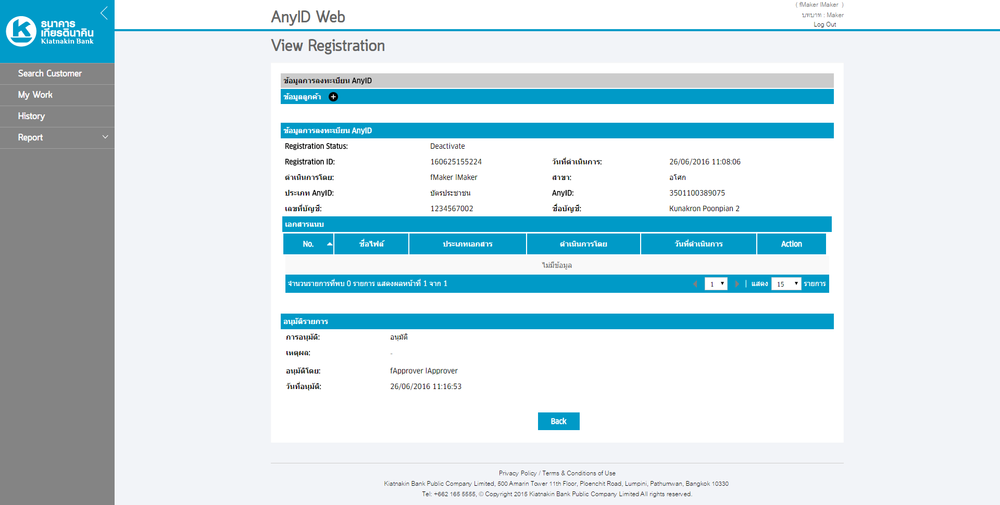 ธนาคาร
เกียรตินาคิน
Kiatnakin Bank
Search Customer
My Work
History
Report
AnyID Web
( fMaker lMaker )
บทบาท : Maker
Log Out
View Registration
ข้อมูลการลงทะเบียน AnyID
ข้อมูลลูกค้า
ข้อมูลการลงทะเบียน AnyID
Registration Status: Deactivate
Registration ID: 160625155224 วันที่ดำเนินการ: 26/06/2016 11:08:06
ดำเนินการโดย: fMaker lMaker สาขา: อโศก
ประเภท AnyID: บัตรประชาชน AnyID: 3501100389075
เลขที่บัญชี: 1234567002 ชื่อบัญชี: Kunakron Poonpian 2
เอกสารแนบ
No. ชื่อไฟล์ ประเภทเอกสาร ดำเนินการโดย วันที่ดำเนินการ Action
ไม่มีข้อมูล
จำนวนรายการที่พบ 0 รายการ แสดงผลหน้าที่ 1 จาก 1 1 | แสดง 15 รายการ
อนุมัติรายการ
การอนุมัติ: อนุมัติ
เหตุผล: -
อนุมัติโดย: fApprover lApprover
วันที่อนุมัติ: 26/06/2016 11:16:53
Back
Privacy Policy / Terms & Conditions of Use
Kiatnakin Bank Public Company Limited, 500 Amarin Tower 11th Floor, Ploenchit Road, Lumpini, Pathumwan, Bangkok 10330
Tel: +662 165 5555, © Copyright 2015 Kiatnakin Bank Public Company Limited All rights reserved.